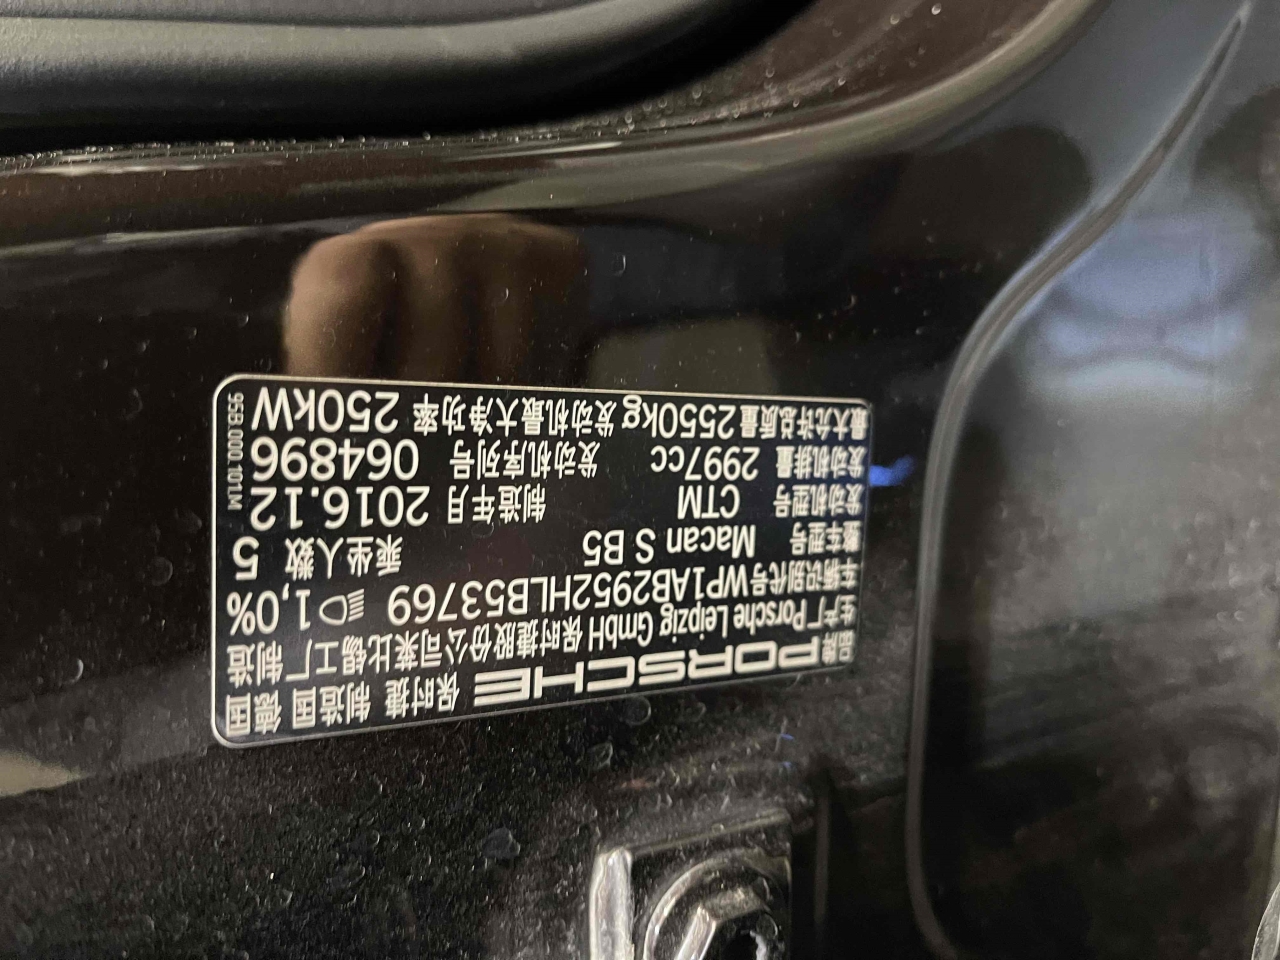 品牌 PORSCHE 保时捷 制造国 德国
生产厂 Porsche Leipzig GmbH 保时捷股份公司莱比锡工厂 制造
车辆识别代号 WP1AB2952HLB53769 1,0%
整车型号 Macan S B5 乘坐人数 5
发动机型号 CTM 制造年月 2016.12
发动机排量 2997cc 发动机序列号 064896
最大允许总质量 2550kg 发动机最大净功率 250kW
95B.000.101.M